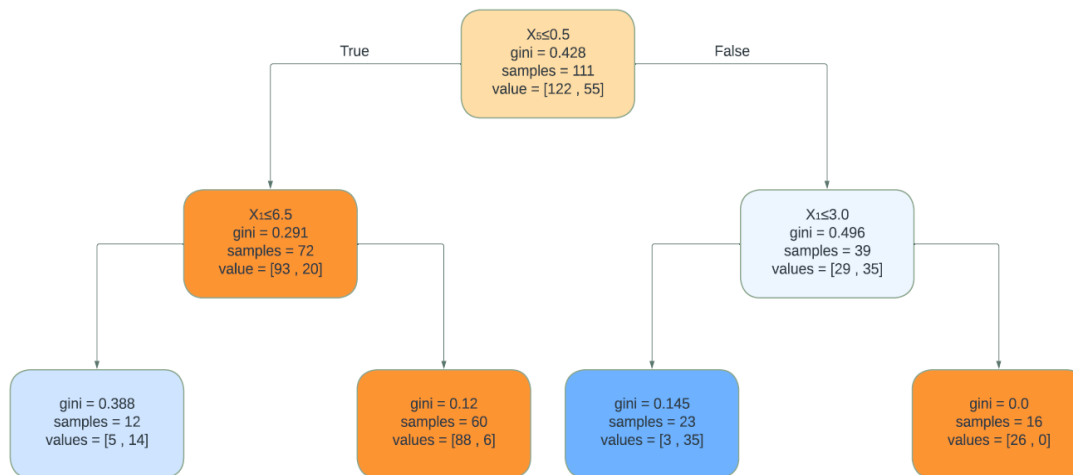 X₅≤0.5
gini = 0.428
samples = 111
value = [122 , 55]
True
False
X₁≤6.5
gini = 0.291
samples = 72
value = [93 , 20]
X₁≤3.0
gini = 0.496
samples = 39
values = [29 , 35]
gini = 0.388
samples = 12
values = [5 , 14]
gini = 0.12
samples = 60
values = [88 , 6]
gini = 0.145
samples = 23
values = [3 , 35]
gini = 0.0
samples = 16
values = [26 , 0]